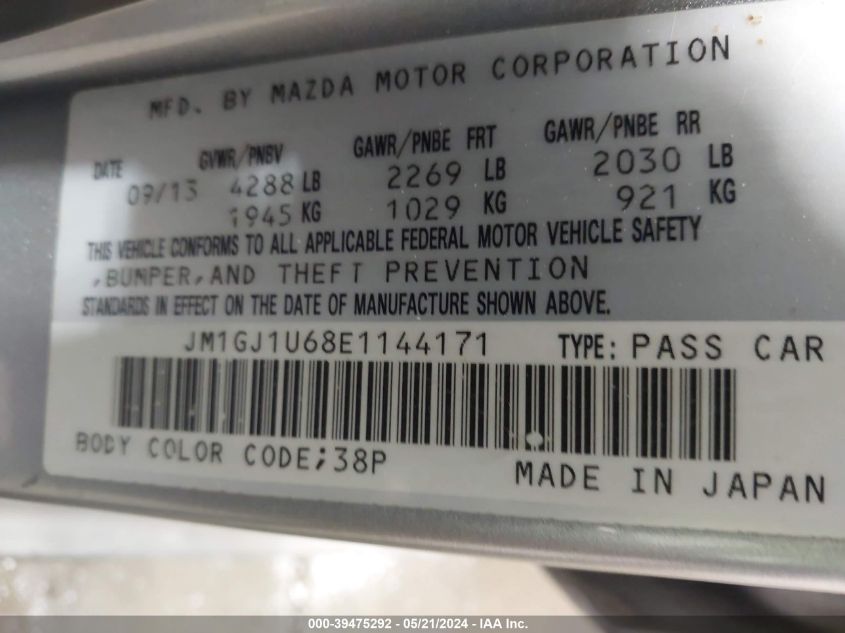 MFD. BY MAZDA MOTOR CORPORATION
DATE GVWR/PNBV GAWR/PNBE FRT GAWR/PNBE RR
09/13 4288 LB 2269 LB 2030 LB
1945 KG 1029 KG 921 KG
THIS VEHICLE CONFORMS TO ALL APPLICABLE FEDERAL MOTOR VEHICLE SAFETY
,BUMPER,AND THEFT PREVENTION
STANDARDS IN EFFECT ON THE DATE OF MANUFACTURE SHOWN ABOVE.
JM1GJ1U68E1144171 TYPE: PASS CAR
BODY COLOR CODE;38P
MADE IN JAPAN
000-39475292 - 05/21/2024 - IAA Inc.